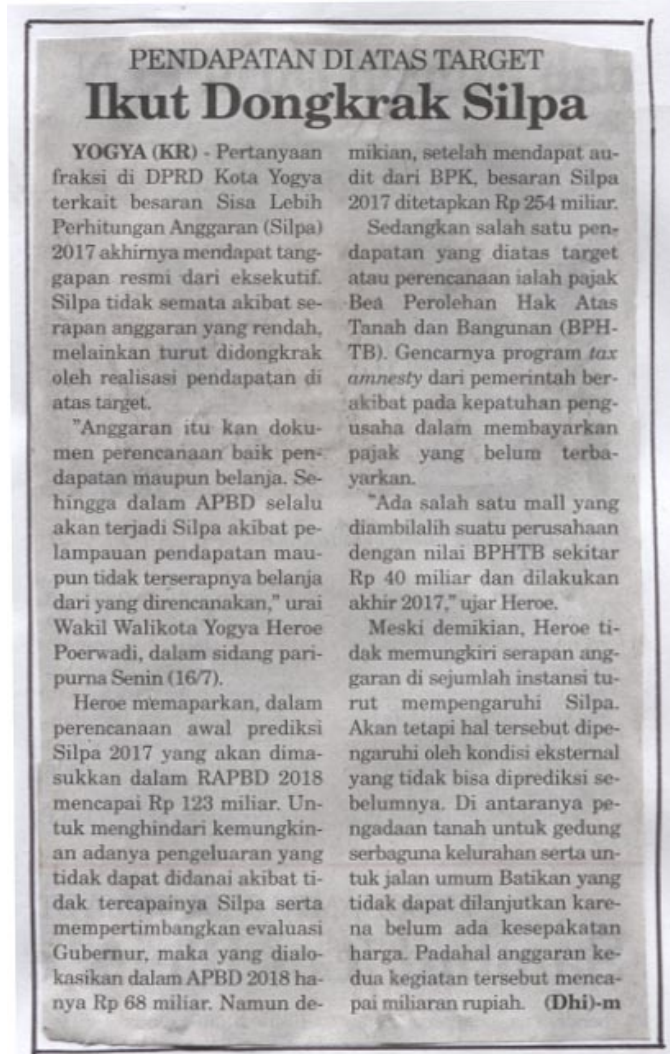 PENDAPATAN DI ATAS TARGET
Ikut Dongkrak Silpa
YOGYA (KR) - Pertanyaan
fraksi di DPRD Kota Yogya
terkait besaran Sisa Lebih
Perhitungan Anggaran (Silpa)
2017 akhirnya mendapat tang-
gapan resmi dari eksekutif.
Silpa tidak semata akibat se-
rapan anggaran yang rendah,
melainkan turut didongkrak
oleh realisasi pendapatan di
atas target.
"Anggaran itu kan doku-
men perencanaan baik pen-
dapatan maupun belanja. Se-
hingga dalam APBD selalu
akan terjadi Silpa akibat pe-
lampauan pendapatan mau-
pun tidak terserapnya belanja
dari yang direncanakan," urai
Wakil Walikota Yogya Heroe
Poerwadi, dalam sidang pari-
purna Senin (16/7).
Heroe memaparkan, dalam
perencanaan awal prediksi
Silpa 2017 yang akan dima-
sukkan dalam RAPBD 2018
mencapai Rp 123 miliar. Un-
tuk menghindari kemungkin-
an adanya pengeluaran yang
tidak dapat didanai akibat ti-
dak tercapainya Silpa serta
mempertimbangkan evaluasi
Gubernur, maka yang dialo-
kasikan dalam APBD 2018 ha-
nya Rp 68 miliar. Namun de-
mikian, setelah mendapat au-
dit dari BPK, besaran Silpa
2017 ditetapkan Rp 254 miliar.
Sedangkan salah satu pen-
dapatan yang diatas target
atau perencanaan ialah pajak
Bea Perolehan Hak Atas
Tanah dan Bangunan (BPH-
TB). Gencarnya program tax
amnesty dari pemerintah ber-
akibat pada kepatuhan peng-
usaha dalam membayarkan
pajak yang belum terba-
yarkan.
"Ada salah satu mall yang
diambilalih suatu perusahaan
dengan nilai BPHTB sekitar
Rp 40 miliar dan dilakukan
akhir 2017," ujar Heroe.
Meski demikian, Heroe ti-
dak memungkiri serapan ang-
garan di sejumlah instansi tu-
rut mempengaruhi Silpa.
Akan tetapi hal tersebut dipe-
ngaruhi oleh kondisi eksternal
yang tidak bisa diprediksi se-
belumnya. Di antaranya pe-
ngadaan tanah untuk gedung
serbaguna kelurahan serta un-
tuk jalan umum Batikan yang
tidak dapat dilanjutkan kare-
na belum ada kesepakatan
harga. Padahal anggaran ke-
dua kegiatan tersebut menca-
pai miliaran rupiah. (Dhi)-m